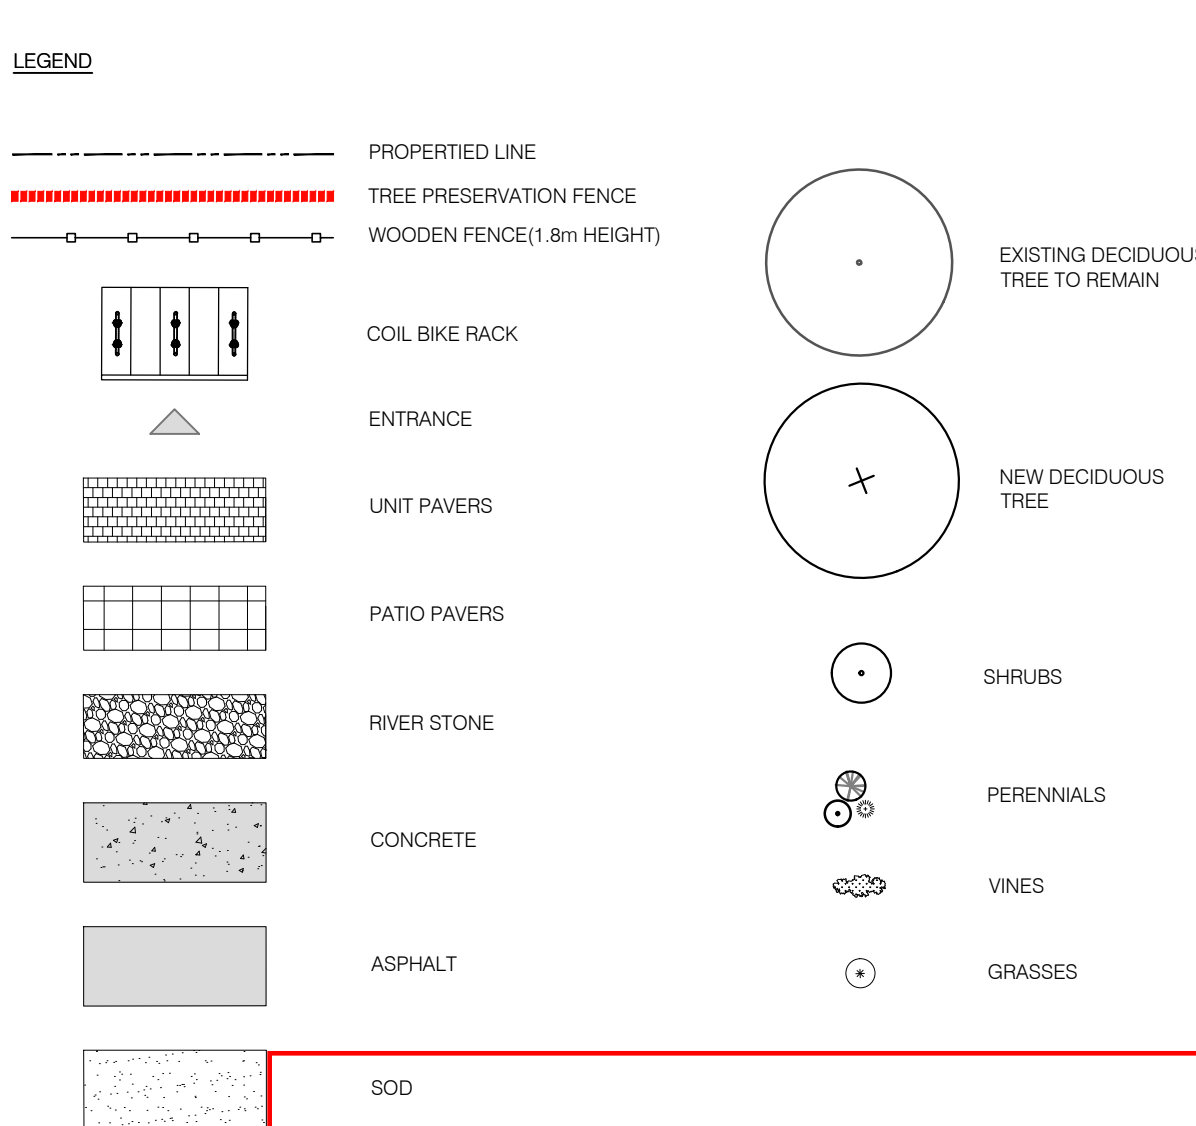 LEGEND
PROPERTIED LINE
TREE PRESERVATION FENCE
WOODEN FENCE(1.8m HEIGHT)
COIL BIKE RACK
ENTRANCE
UNIT PAVERS
PATIO PAVERS
RIVER STONE
CONCRETE
ASPHALT
SOD
EXISTING DECIDUOUS
TREE TO REMAIN
NEW DECIDUOUS
TREE
SHRUBS
PERENNIALS
VINES
GRASSES